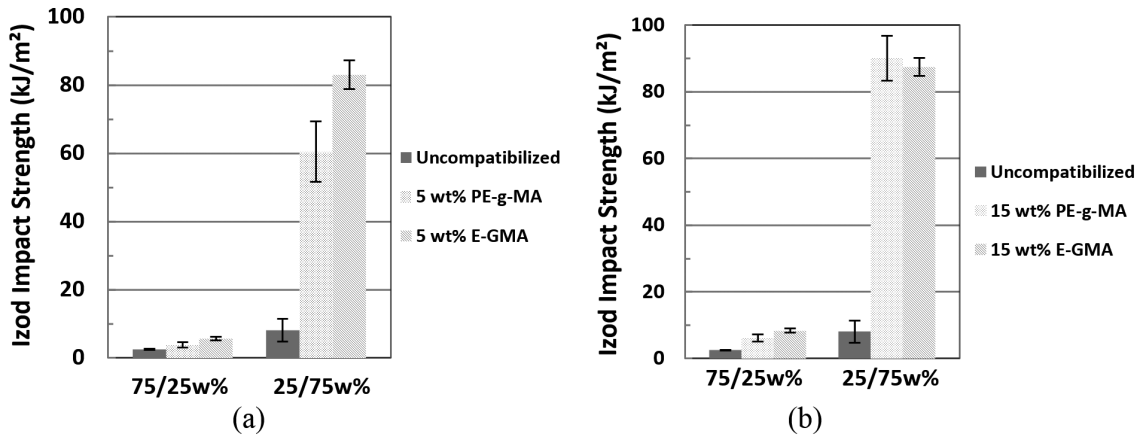 Izod Impact Strength (kJ/m²)
100
80
60
40
20
0
75/25w%
25/75w%
Uncompatibilized
5 wt% PE-g-MA
5 wt% E-GMA
(a)
Izod Impact Strength (kJ/m²)
100
80
60
40
20
0
75/25w%
25/75w%
Uncompatibilized
15 wt% PE-g-MA
15 wt% E-GMA
(b)